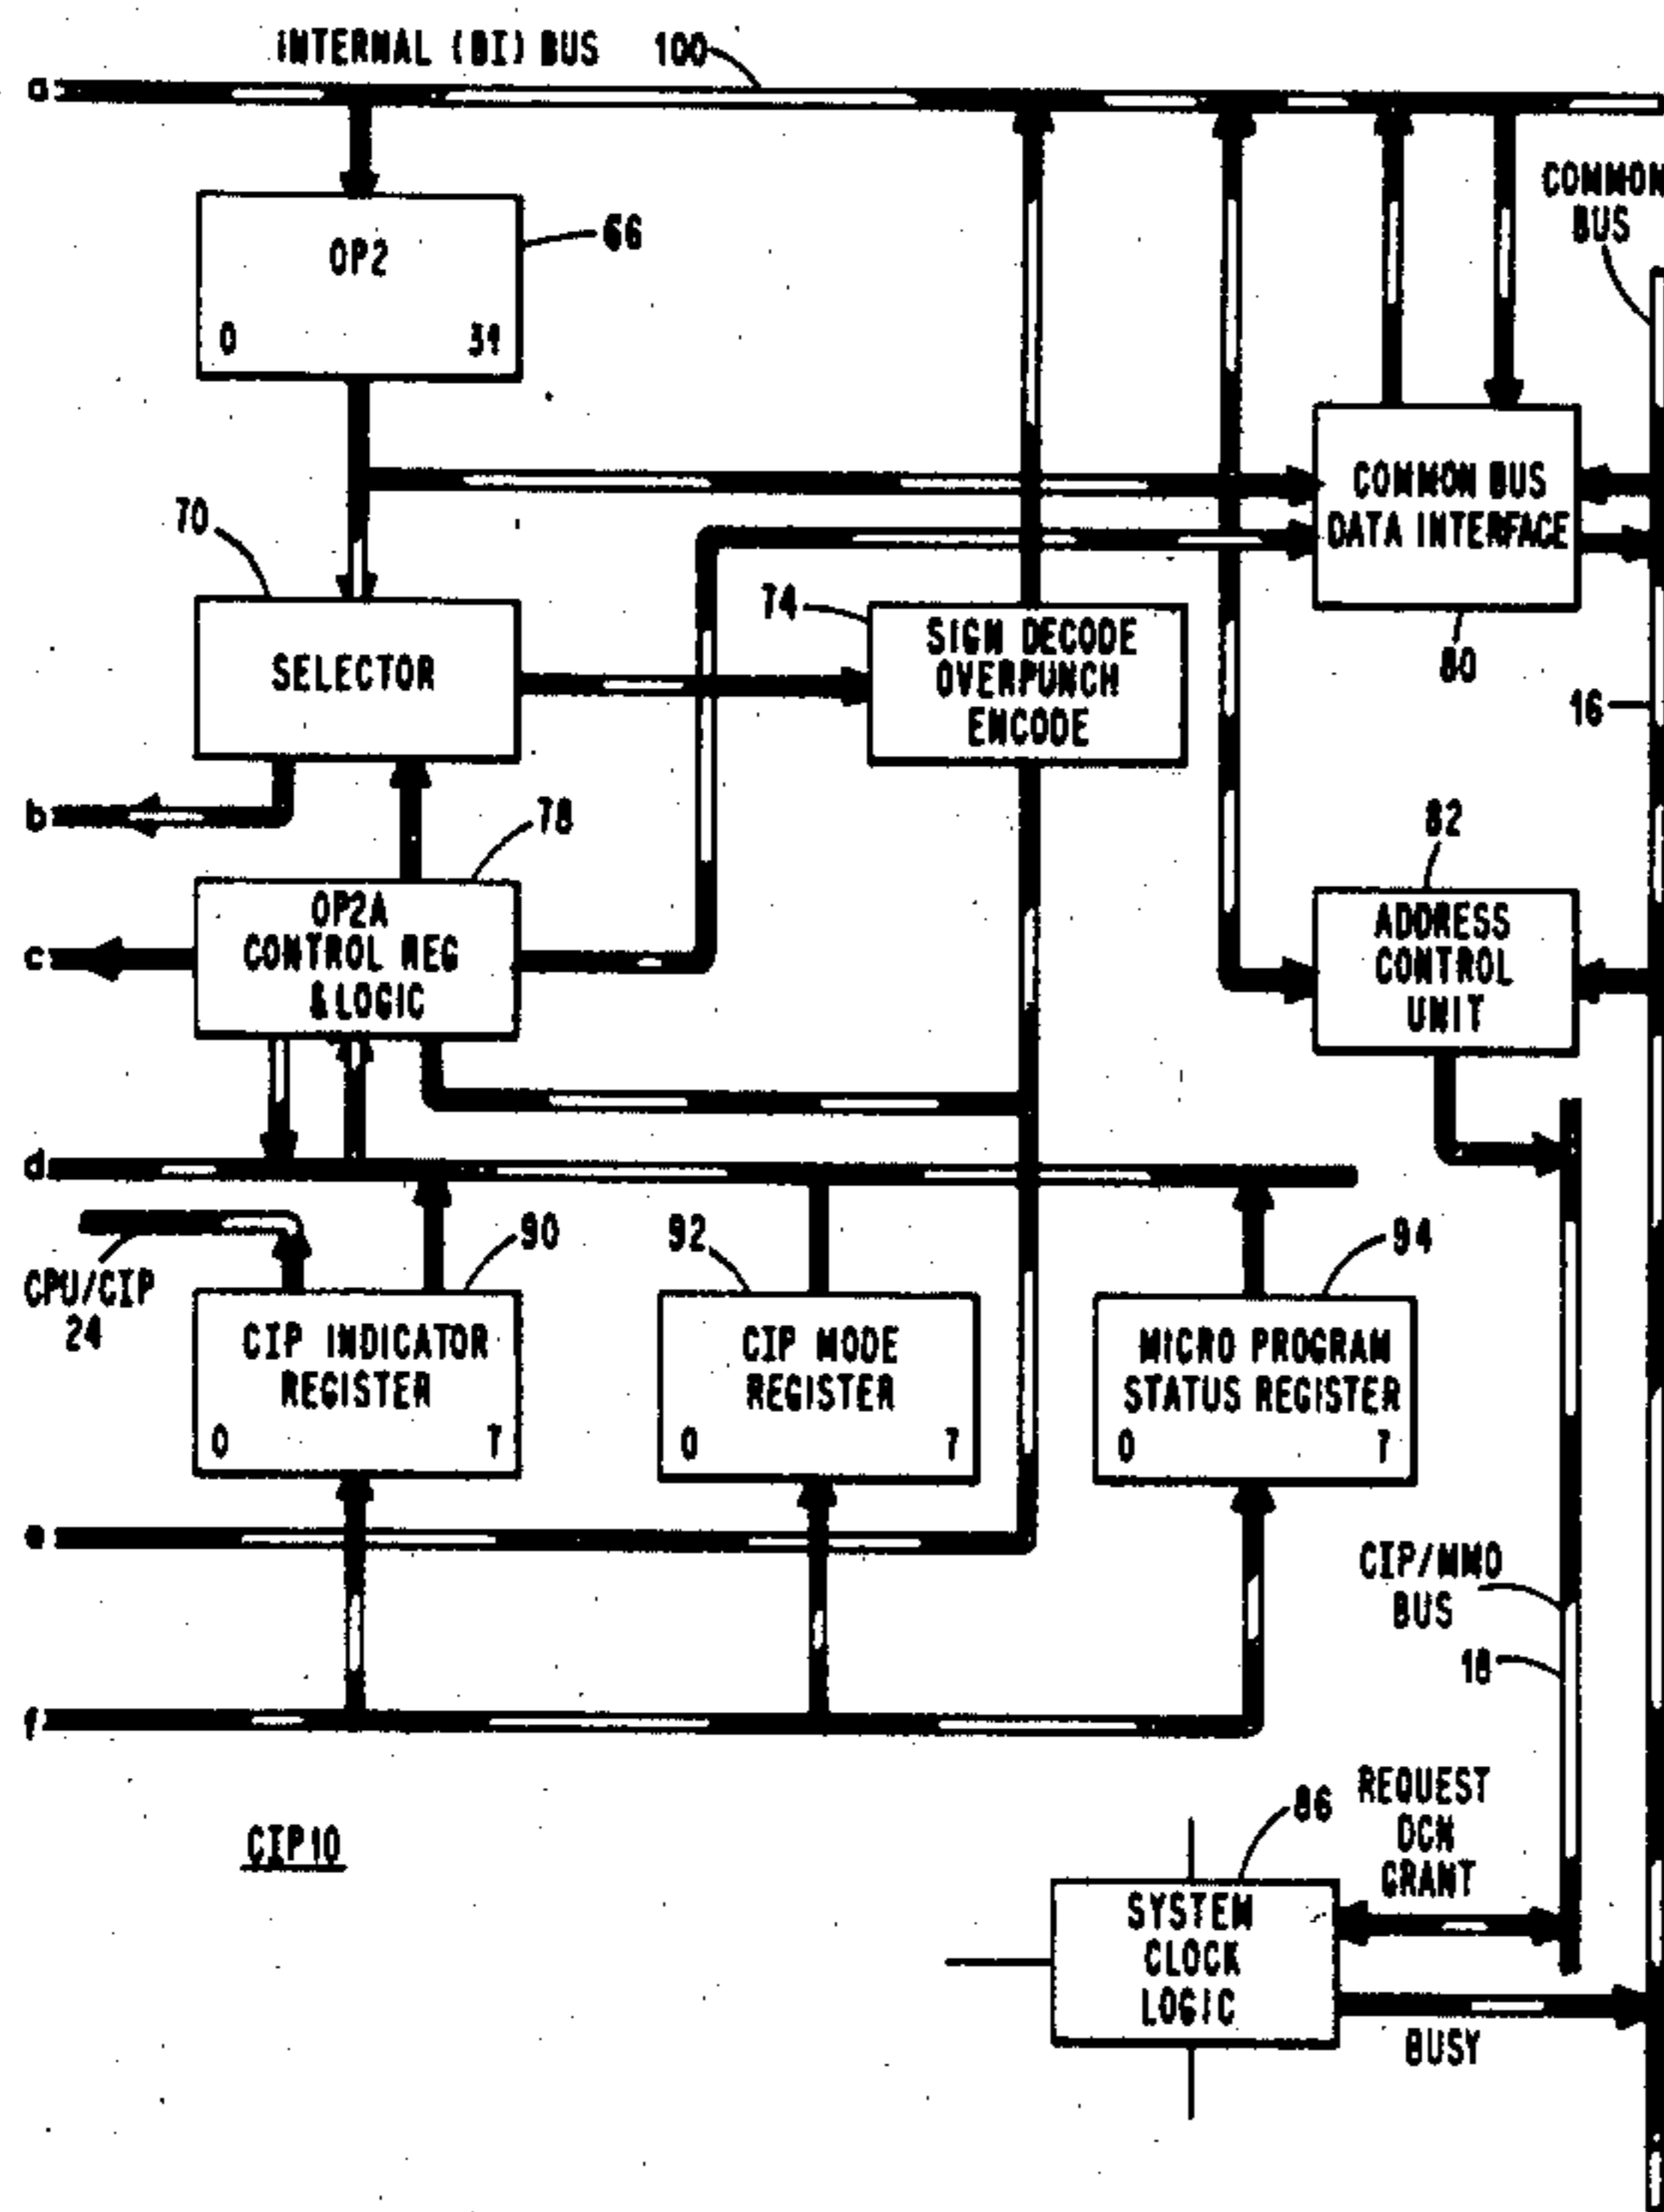 INTERNAL (BI) BUS 100
a
COMMON
BUS
OP2
66
0 31
COMMON BUS
DATA INTERFACE
80
70
SELECTOR
74
SIGN DECODE
OVERPUNCH
ENCODE
16
b
78
82
OP2A
CONTROL REG
& LOGIC
c
ADDRESS
CONTROL
UNIT
d
CPU/CIP
24
90
92
94
CIP INDICATOR
REGISTER
0 7
CIP MODE
REGISTER
0 7
MICRO PROGRAM
STATUS REGISTER
0 7
e
CIP/MMO
BUS
18
f
CIP10
86
REQUEST
DCN
GRANT
SYSTEM
CLOCK
LOGIC
BUSY